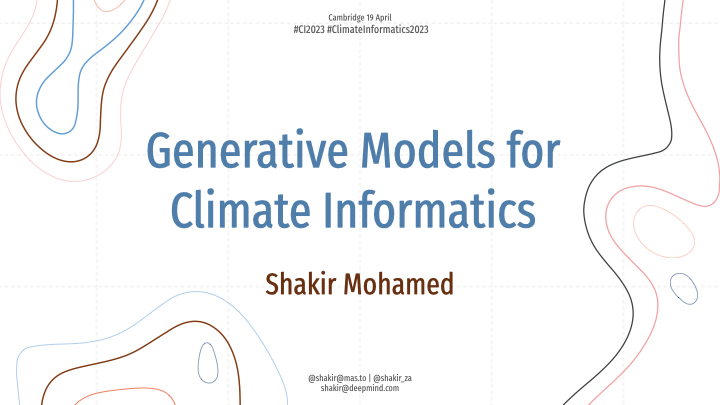 Cambridge 19 April
#CI2023 #ClimateInformatics2023
Generative Models for
Climate Informatics
Shakir Mohamed
@shakir@mas.to | @shakir_za
shakir@deepmind.com